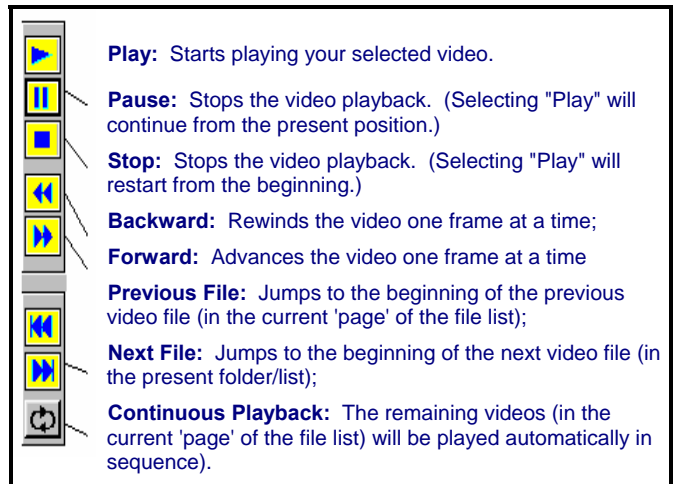 Play: Starts playing your selected video.
Pause: Stops the video playback. (Selecting "Play" will
continue from the present position.)
Stop: Stops the video playback. (Selecting "Play" will
restart from the beginning.)
Backward: Rewinds the video one frame at a time;
Forward: Advances the video one frame at a time
Previous File: Jumps to the beginning of the previous
video file (in the current 'page' of the file list);
Next File: Jumps to the beginning of the next video file (in
the present folder/list);
Continuous Playback: The remaining videos (in the
current 'page' of the file list) will be played automatically in
sequence).